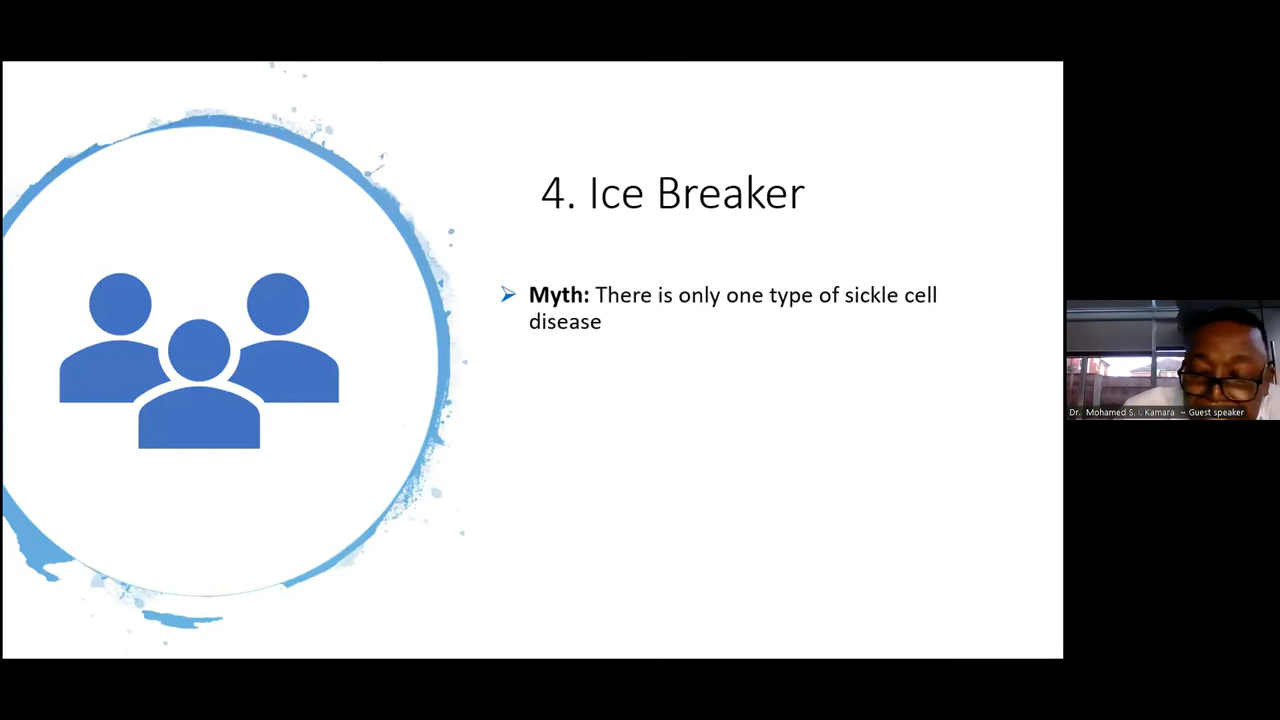 4. Ice Breaker
Myth: There is only one type of sickle cell
disease
Dr. Mohamed S. I. Kamara ~ Guest speaker